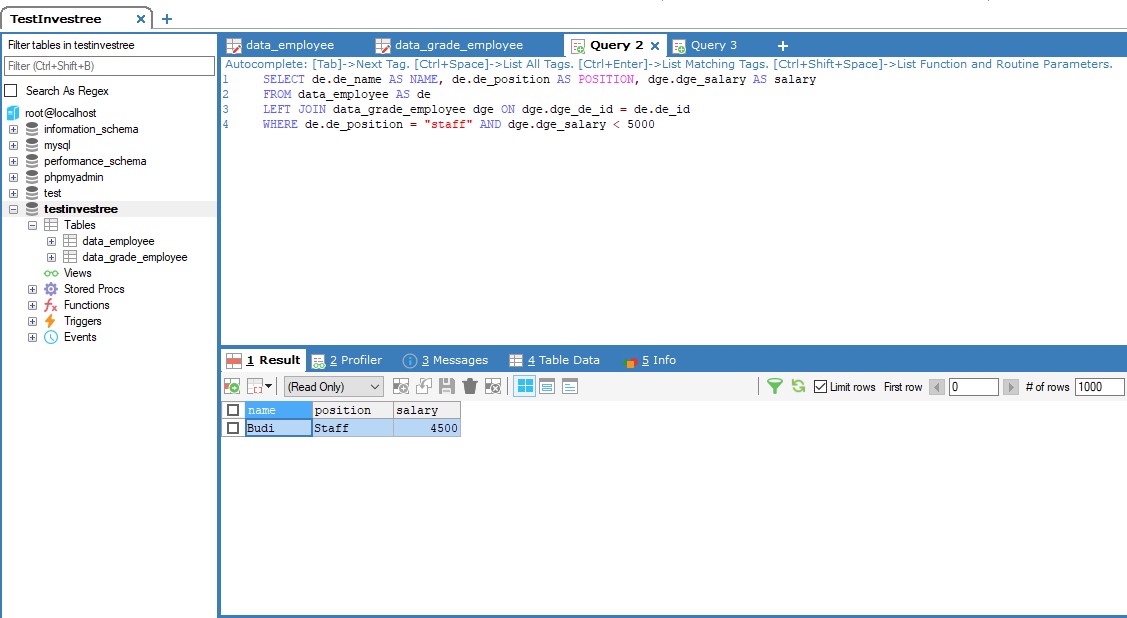 TestInvestree
Filter tables in testinvestree
Filter (Ctrl+Shift+B)
Search As Regex
root@localhost
information_schema
mysql
performance_schema
phpmyadmin
test
testinvestree
Tables
data_employee
data_grade_employee
Views
Stored Procs
Functions
Triggers
Events
data_employee data_grade_employee Query 2 Query 3
Autocomplete: [Tab]->Next Tag. [Ctrl+Space]->List All Tags. [Ctrl+Enter]->List Matching Tags. [Ctrl+Shift+Space]->List Function and Routine Parameters.
1 SELECT de.de_name AS NAME, de.de_position AS POSITION, dge.dge_salary AS salary
2 FROM data_employee AS de
3 LEFT JOIN data_grade_employee dge ON dge.dge_de_id = de.de_id
4 WHERE de.de_position = "staff" AND dge.dge_salary < 5000
1 Result 2 Profiler 3 Messages 4 Table Data 5 Info
(Read Only) Limit rows First row 0 # of rows 1000
name position salary
Budi Staff 4500